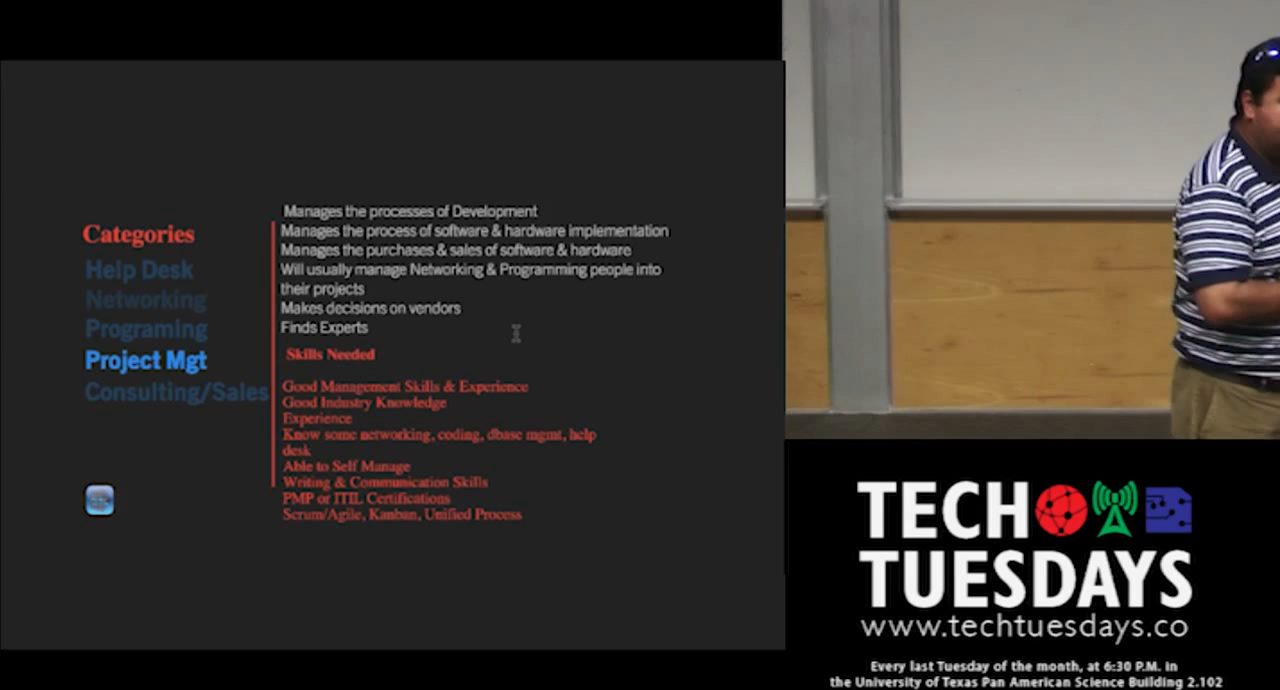 Categories
Help Desk
Networking
Programing
Project Mgt
Consulting/Sales
Manages the processes of Development
Manages the process of software & hardware implementation
Manages the purchases & sales of software & hardware
Will usually manage Networking & Programming people into
their projects
Makes decisions on vendors
Finds Experts
Skills Needed
Good Management Skills & Experience
Good Industry Knowledge
Experience
Know some networking, coding, dbase mgmt, help
desk
Able to Self Manage
Writing & Communication Skills
PMP or ITIL Certifications
Scrum/Agile, Kanban, Unified Process
TECH
TUESDAYS
www.techtuesdays.co
Every last Tuesday of the month, at 6:30 P.M. in
the University of Texas Pan American Science Building 2.102